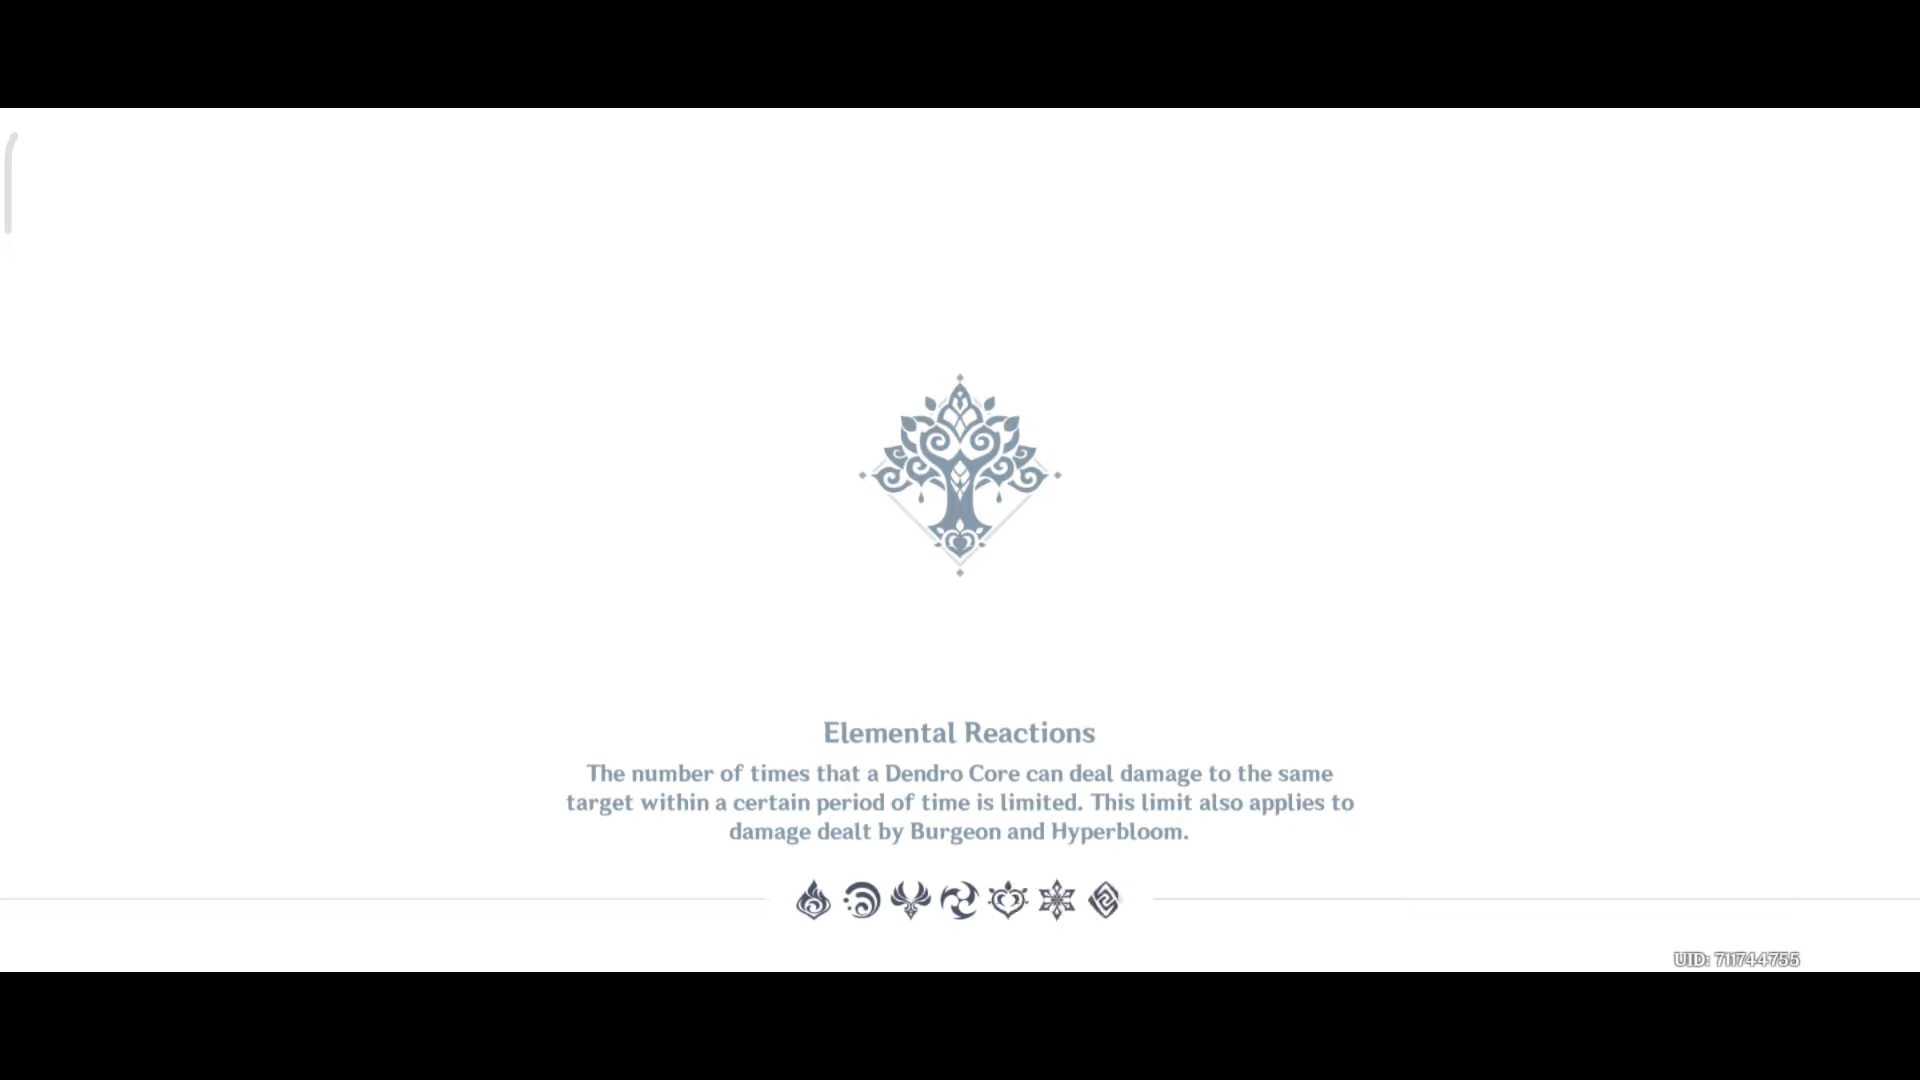 Elemental Reactions
The number of times that a Dendro Core can deal damage to the same
target within a certain period of time is limited. This limit also applies to
damage dealt by Burgeon and Hyperbloom.
UID: 711744755